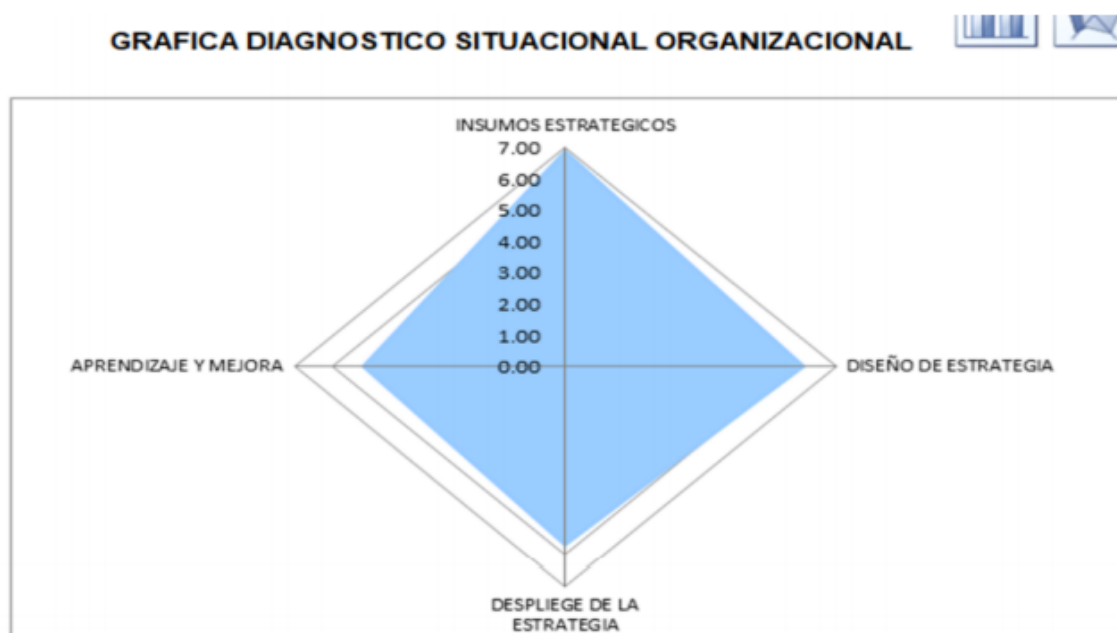 GRAFICA DIAGNOSTICO SITUACIONAL ORGANIZACIONAL
INSUMOS ESTRATEGICOS
7.00
6.00
5.00
4.00
3.00
2.00
1.00
0.00
APRENDIZAJE Y MEJORA
DISEÑO DE ESTRATEGIA
DESPLIEGE DE LA
ESTRATEGIA